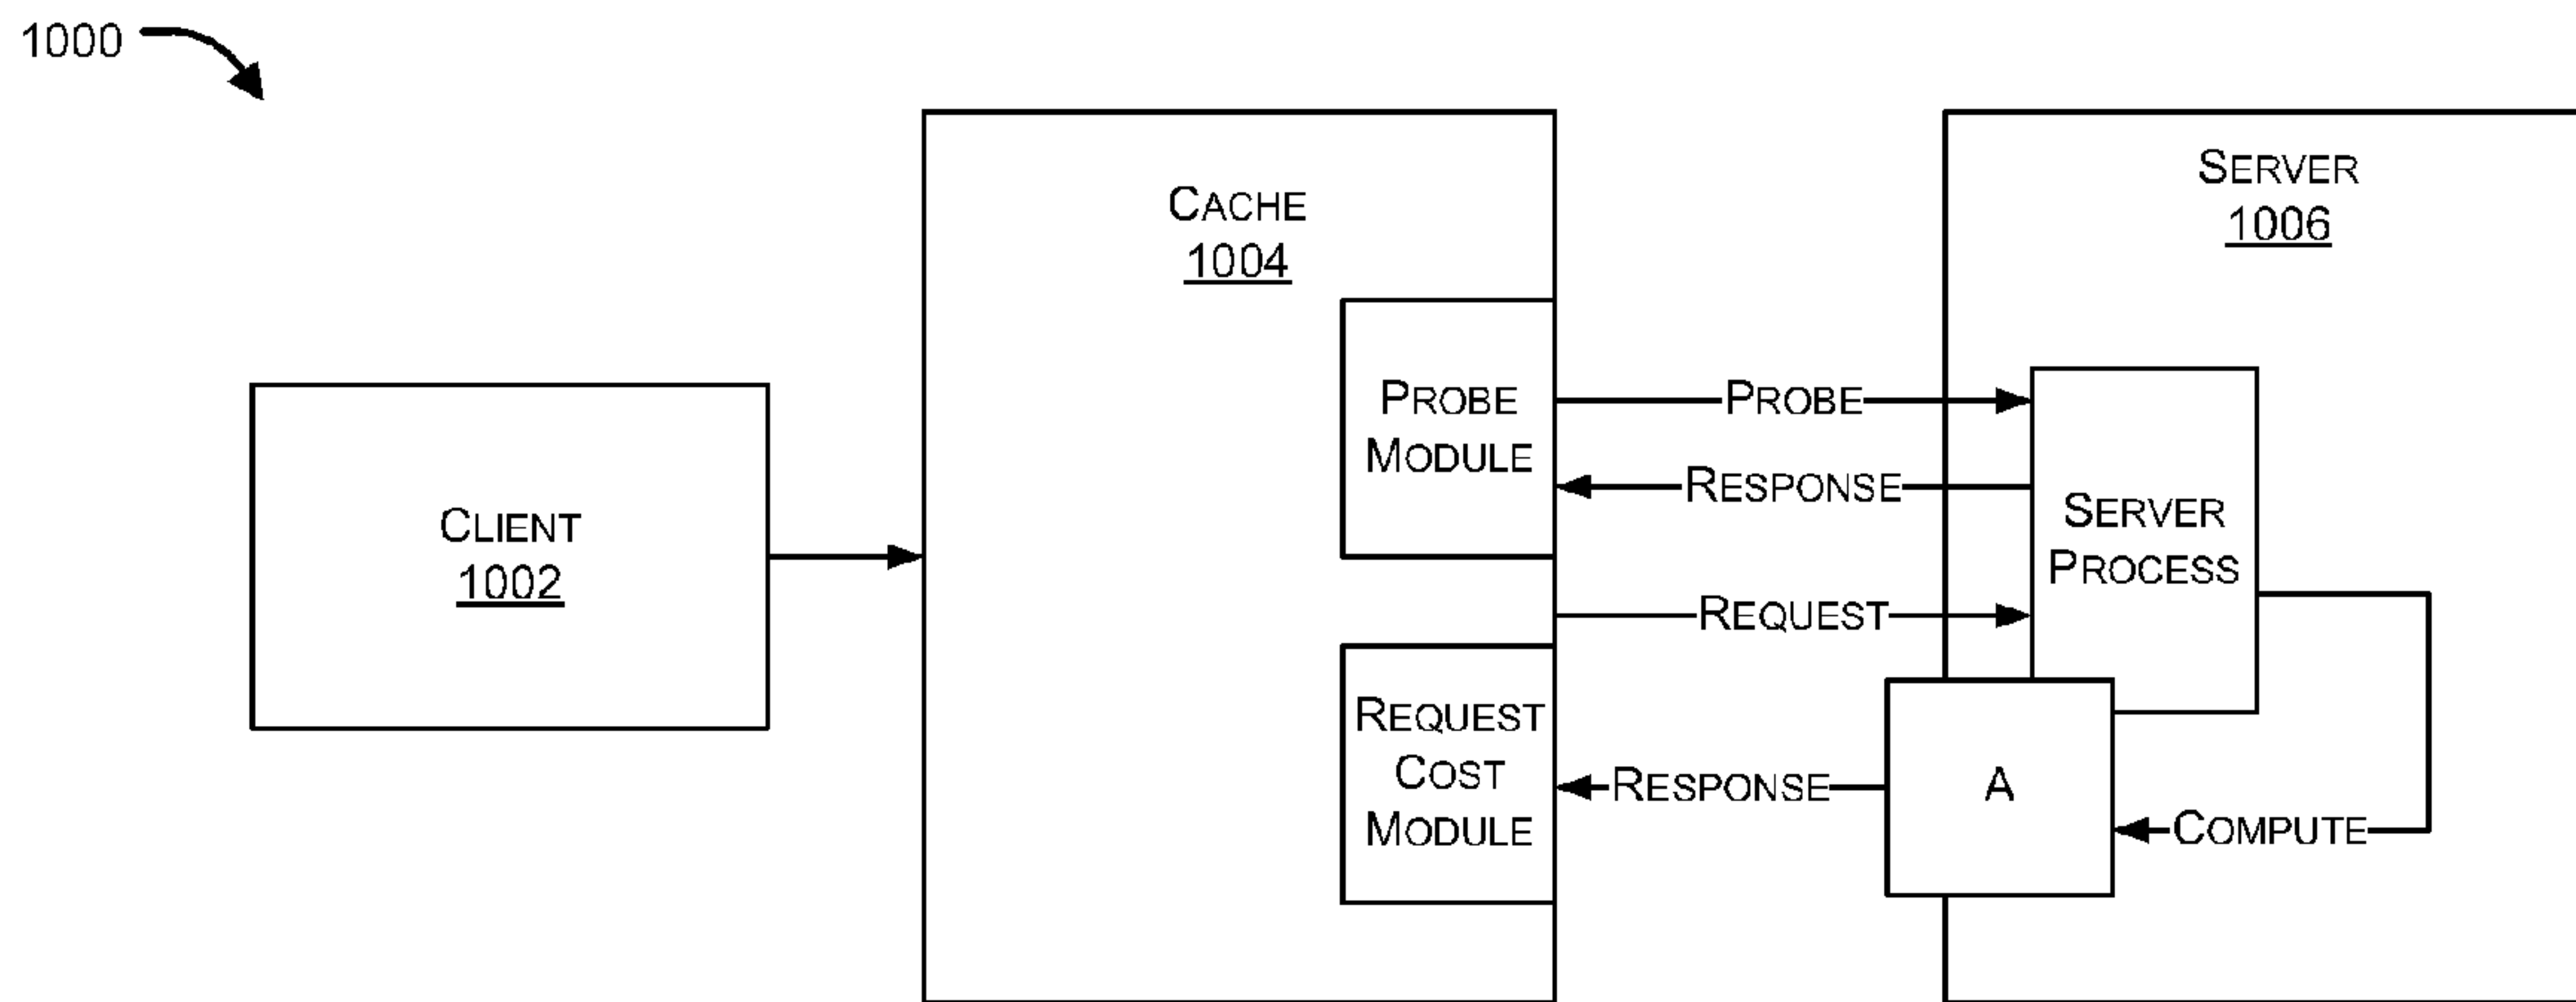 1000
CLIENT
1002
CACHE
1004
PROBE
MODULE
REQUEST
COST
MODULE
PROBE
RESPONSE
REQUEST
RESPONSE
SERVER
1006
SERVER
PROCESS
A
COMPUTE